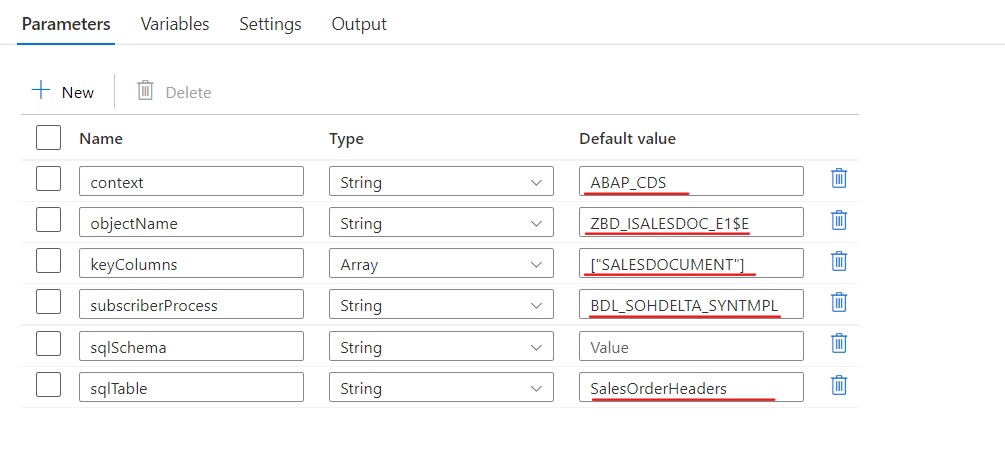 Parameters Variables Settings Output
New Delete
Name Type Default value
context String ABAP_CDS
objectName String ZBD_ISALESDOC_E1$E
keyColumns Array ["SALESDOCUMENT"]
subscriberProcess String BDL_SOHDELTA_SYNTMPL
sqlSchema String Value
sqlTable String SalesOrderHeaders